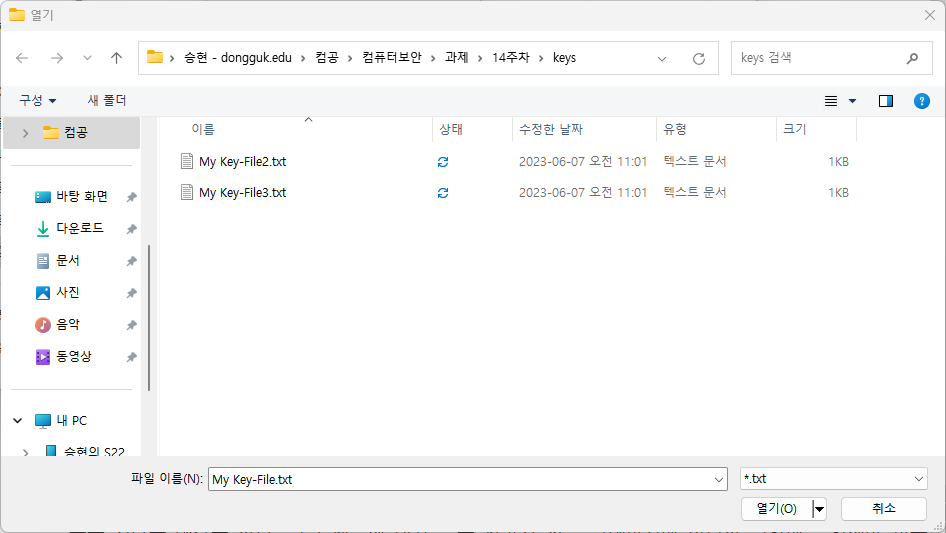 열기
승현 - dongguk.edu > 컴공 > 컴퓨터보안 > 과제 > 14주차 > keys
keys 검색
구성
새 폴더
컴공
바탕 화면
다운로드
문서
사진
음악
동영상
내 PC
승현의 S22
이름 상태 수정한 날짜 유형 크기
My Key-File2.txt 2023-06-07 오전 11:01 텍스트 문서 1KB
My Key-File3.txt 2023-06-07 오전 11:01 텍스트 문서 1KB
파일 이름(N): My Key-File.txt
*.txt
열기(O) 취소